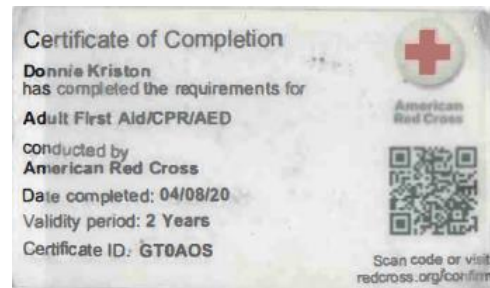 Certificate of Completion
Donnie Kriston
has completed the requirements for
Adult First Aid/CPR/AED
conducted by
American Red Cross
Date completed: 04/08/20
Validity period: 2 Years
Certificate ID: GT0AOS
American
Red Cross
Scan code or visit
redcross.org/confirm